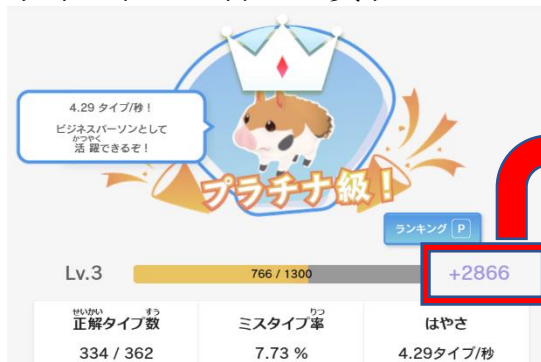 4.29 タイプ/秒！
ビジネスパーソンとして
かつやく
活躍できるぞ！
プラチナ級！
ランキング P
Lv.3
766 / 1300
+2866
せいかい すう
正解タイプ数
334 / 362
りつ
ミスタイプ率
7.73 %
はやさ
4.29タイプ/秒